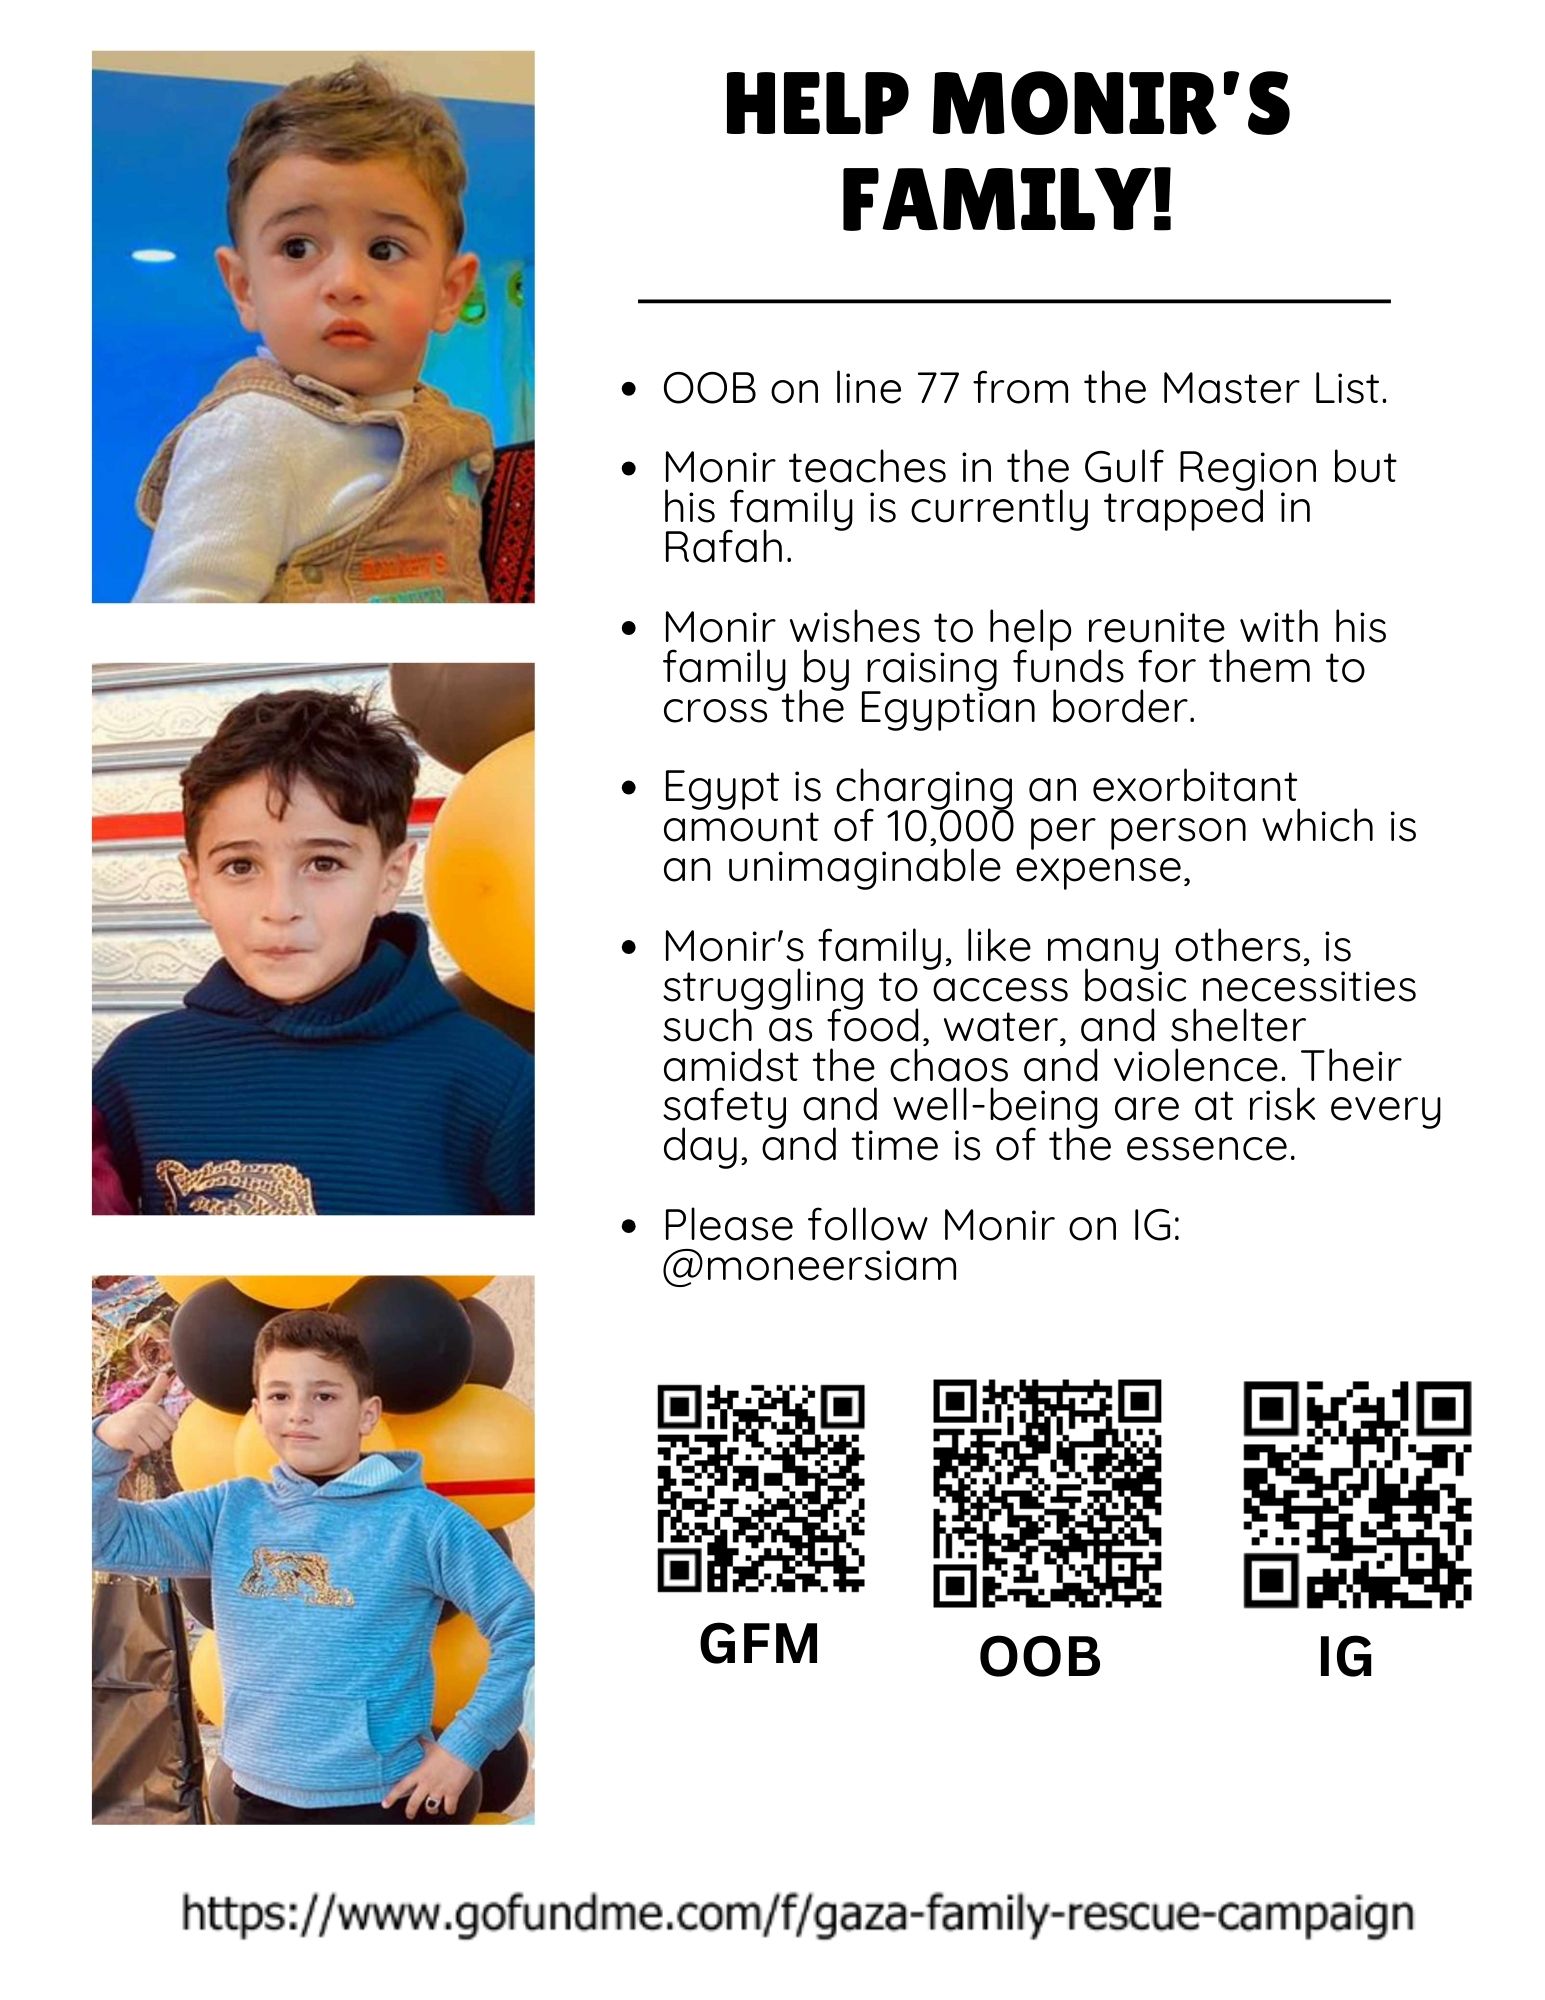 HELP MONIR'S
FAMILY!
• OOB on line 77 from the Master List.
• Monir teaches in the Gulf Region but
his family is currently trapped in
Rafah.
• Monir wishes to help reunite with his
family by raising funds for them to
cross the Egyptian border.
• Egypt is charging an exorbitant
amount of 10,000 per person which is
an unimaginable expense,
• Monir's family, like many others, is
struggling to access basic necessities
such as food, water, and shelter
amidst the chaos and violence. Their
safety and well-being are at risk every
day, and time is of the essence.
• Please follow Monir on IG:
@moneersiam
GFM
OOB
IG
https://www.gofundme.com/f/gaza-family-rescue-campaign